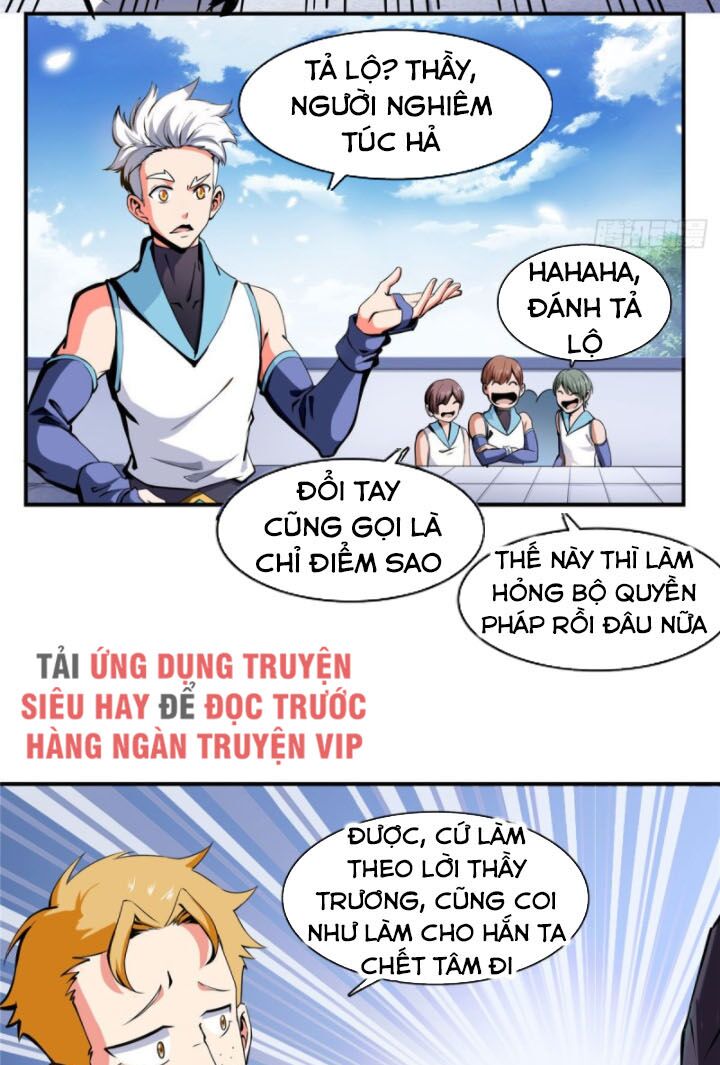 TẢ LỘ? THẦY,
NGƯỜI NGHIÊM
TÚC HẢ
HAHAHA,
ĐÁNH TẢ
LỘ
ĐỔI TAY
CŨNG GỌI LÀ
CHỈ ĐIỂM SAO
THẾ NÀY THÌ LÀM
HỎNG BỘ QUYỀN
PHÁP RỒI ĐÂU NỮA
TẢI ỨNG DỤNG TRUYỆN
SIÊU HAY ĐỂ ĐỌC TRƯỚC
HÀNG NGÀN TRUYỆN VIP
ĐƯỢC, CỨ LÀM
THEO LỜI THẦY
TRƯƠNG, CŨNG COI
NHƯ LÀM CHO HẮN TA
CHẾT TÂM ĐI